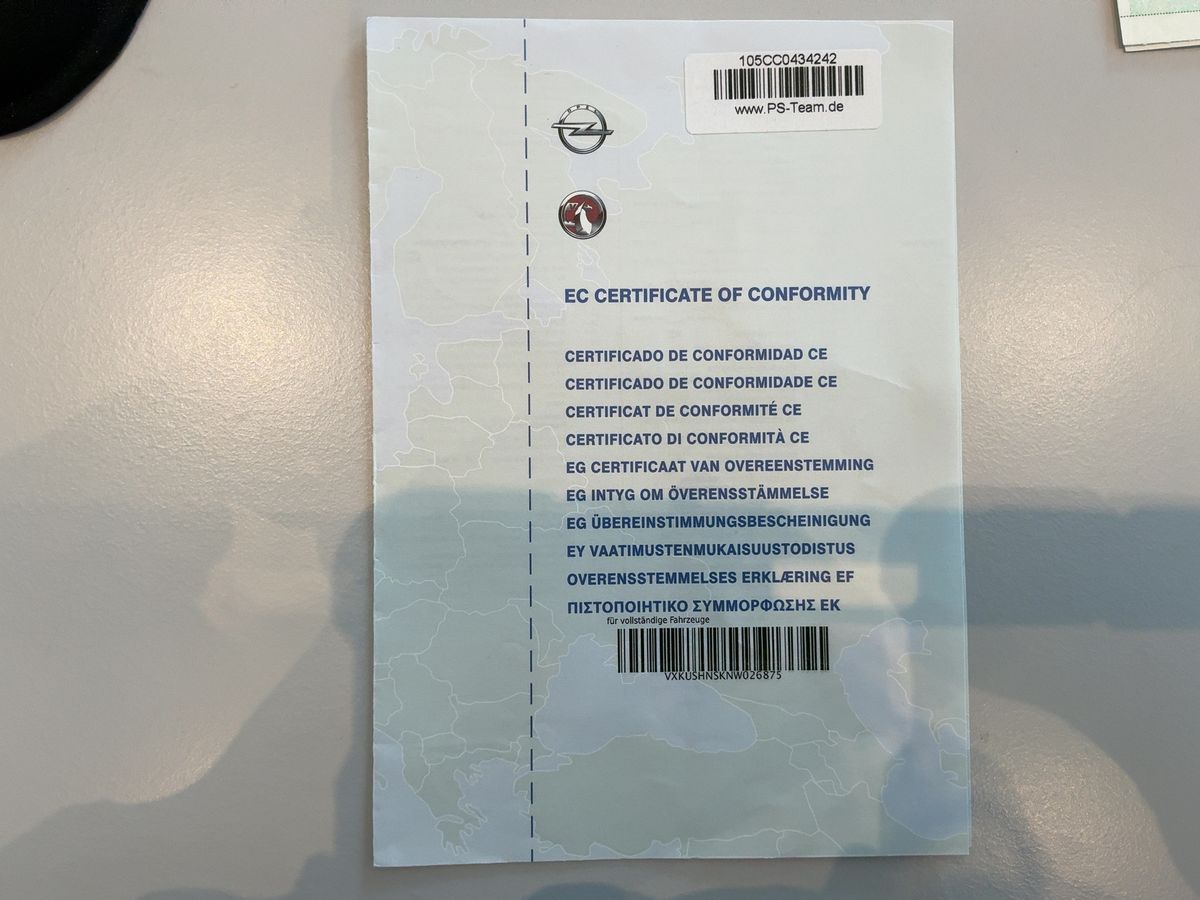 105CC0434242
www.PS-Team.de
OPEL
EC CERTIFICATE OF CONFORMITY
CERTIFICADO DE CONFORMIDAD CE
CERTIFICADO DE CONFORMIDADE CE
CERTIFICAT DE CONFORMITÉ CE
CERTIFICATO DI CONFORMITÀ CE
EG CERTIFICAAT VAN OVEREENSTEMMING
EG INTYG OM ÖVERENSSTÄMMELSE
EG ÜBEREINSTIMMUNGSBESCHEINIGUNG
EY VAATIMUSTENMUKAISUUSTODISTUS
OVERENSSTEMMELSES ERKLÆRING EF
ΠΙΣΤΟΠΟΙΗΤΙΚΟ ΣΥΜΜΟΡΦΩΣΗΣ ΕΚ
für vollständige Fahrzeuge
VXKUSHNSKNW026875